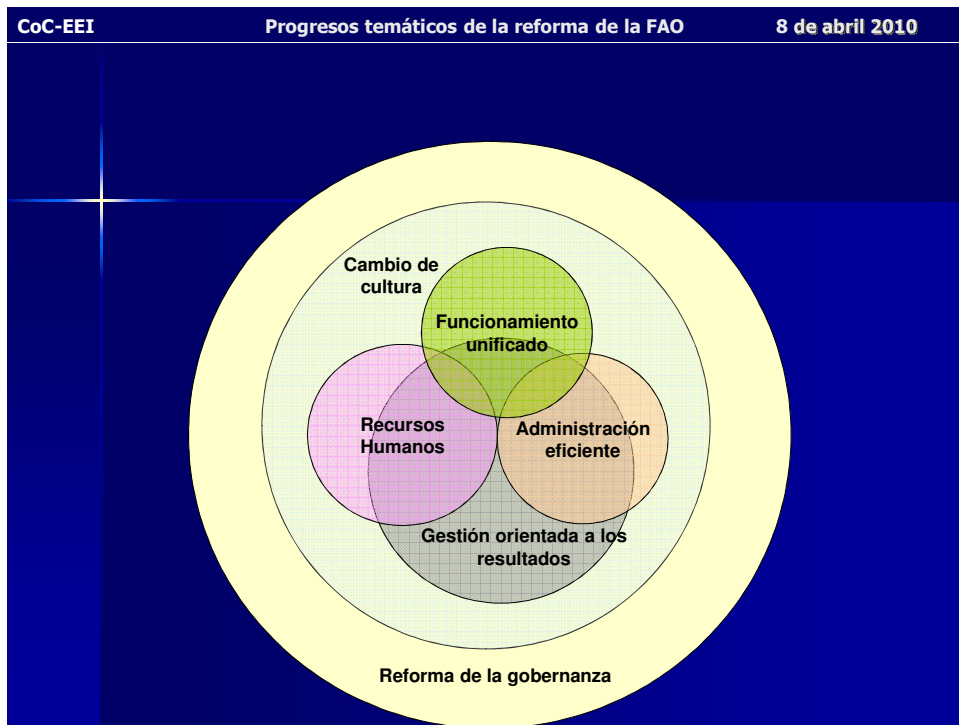 CoC-EEI Progresos temáticos de la reforma de la FAO 8 de abril 2010
Cambio de
cultura
Funcionamiento
unificado
Recursos
Humanos
Administración
eficiente
Gestión orientada a los
resultados
Reforma de la gobernanza